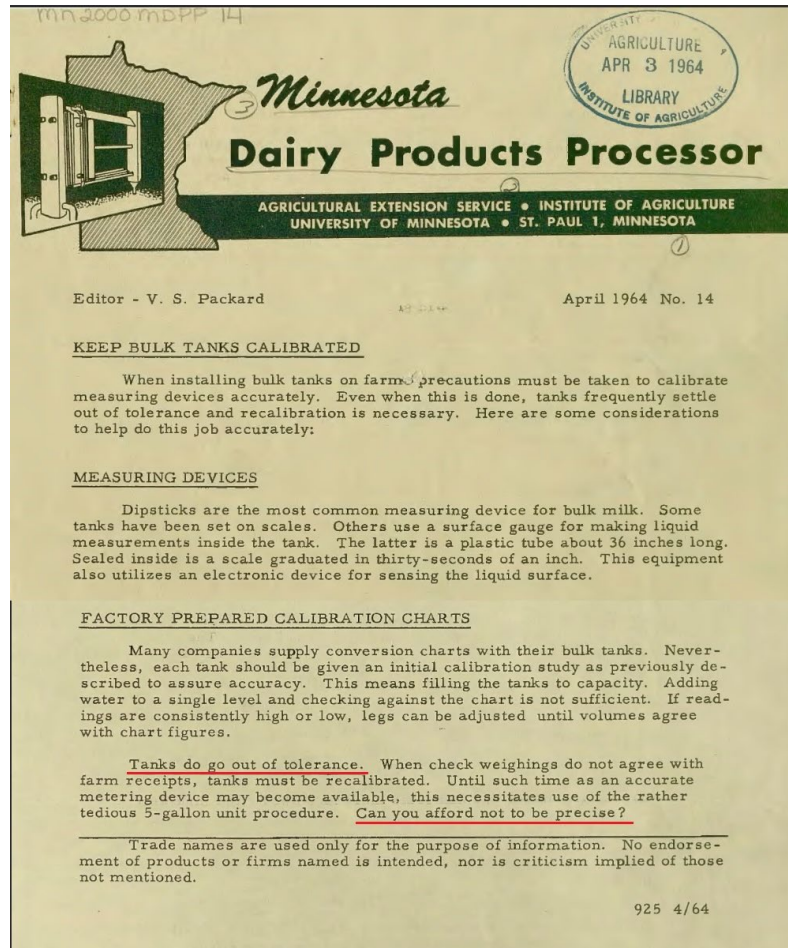 mn2000 MDPP 14
UNIVERSITY
AGRICULTURE
APR 3 1964
LIBRARY
INSTITUTE OF AGRICULTURE
3
Minnesota
Dairy Products Processor
2
AGRICULTURAL EXTENSION SERVICE • INSTITUTE OF AGRICULTURE
UNIVERSITY OF MINNESOTA • ST. PAUL 1, MINNESOTA
1
Editor - V. S. Packard April 1964 No. 14
KEEP BULK TANKS CALIBRATED
When installing bulk tanks on farms precautions must be taken to calibrate
measuring devices accurately. Even when this is done, tanks frequently settle
out of tolerance and recalibration is necessary. Here are some considerations
to help do this job accurately:
MEASURING DEVICES
Dipsticks are the most common measuring device for bulk milk. Some
tanks have been set on scales. Others use a surface gauge for making liquid
measurements inside the tank. The latter is a plastic tube about 36 inches long.
Sealed inside is a scale graduated in thirty-seconds of an inch. This equipment
also utilizes an electronic device for sensing the liquid surface.
FACTORY PREPARED CALIBRATION CHARTS
Many companies supply conversion charts with their bulk tanks. Never-
theless, each tank should be given an initial calibration study as previously de-
scribed to assure accuracy. This means filling the tanks to capacity. Adding
water to a single level and checking against the chart is not sufficient. If read-
ings are consistently high or low, legs can be adjusted until volumes agree
with chart figures.
Tanks do go out of tolerance. When check weighings do not agree with
farm receipts, tanks must be recalibrated. Until such time as an accurate
metering device may become available, this necessitates use of the rather
tedious 5-gallon unit procedure. Can you afford not to be precise?
Trade names are used only for the purpose of information. No endorse-
ment of products or firms named is intended, nor is criticism implied of those
not mentioned.
925 4/64